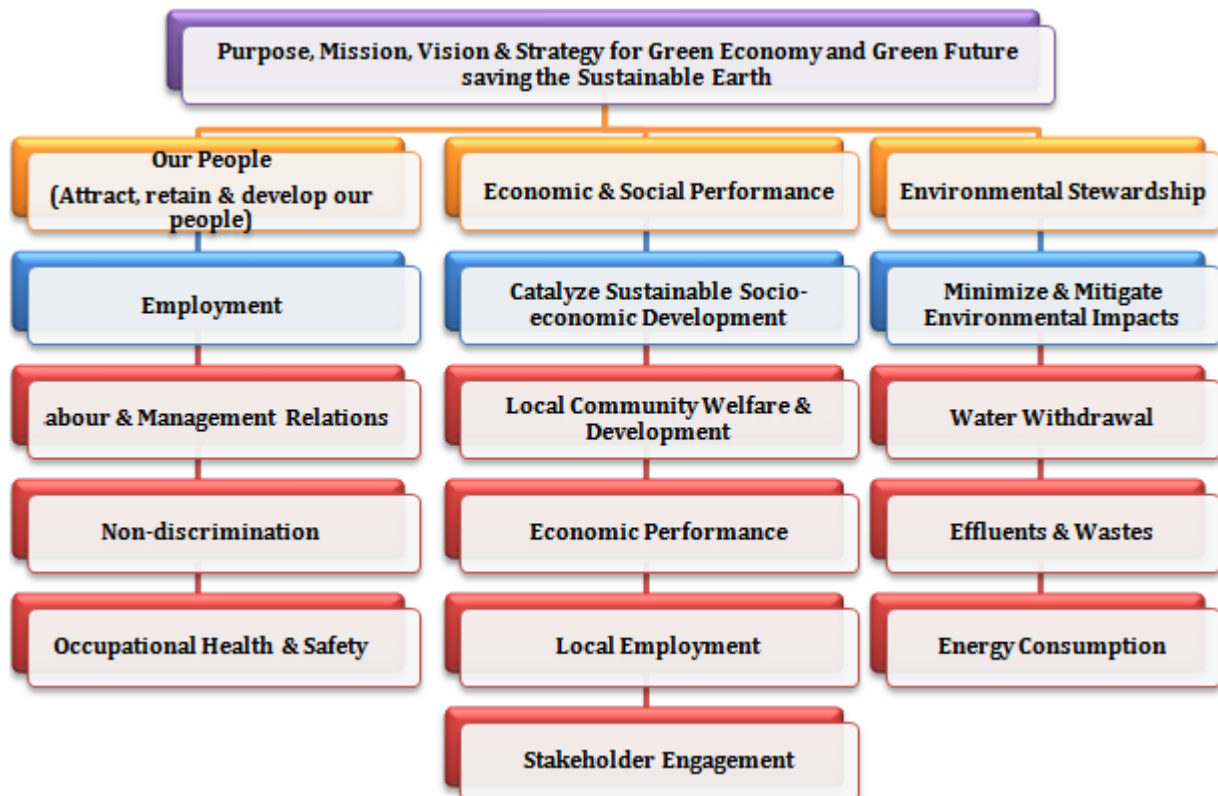 Purpose, Mission, Vision & Strategy for Green Economy and Green Future
saving the Sustainable Earth
Our People
(Attract, retain & develop our
people)
Economic & Social Performance
Environmental Stewardship
Employment
Catalyze Sustainable Socio-
economic Development
Minimize & Mitigate
Environmental Impacts
abour & Management Relations
Local Community Welfare &
Development
Water Withdrawal
Non-discrimination
Economic Performance
Effluents & Wastes
Occupational Health & Safety
Local Employment
Energy Consumption
Stakeholder Engagement